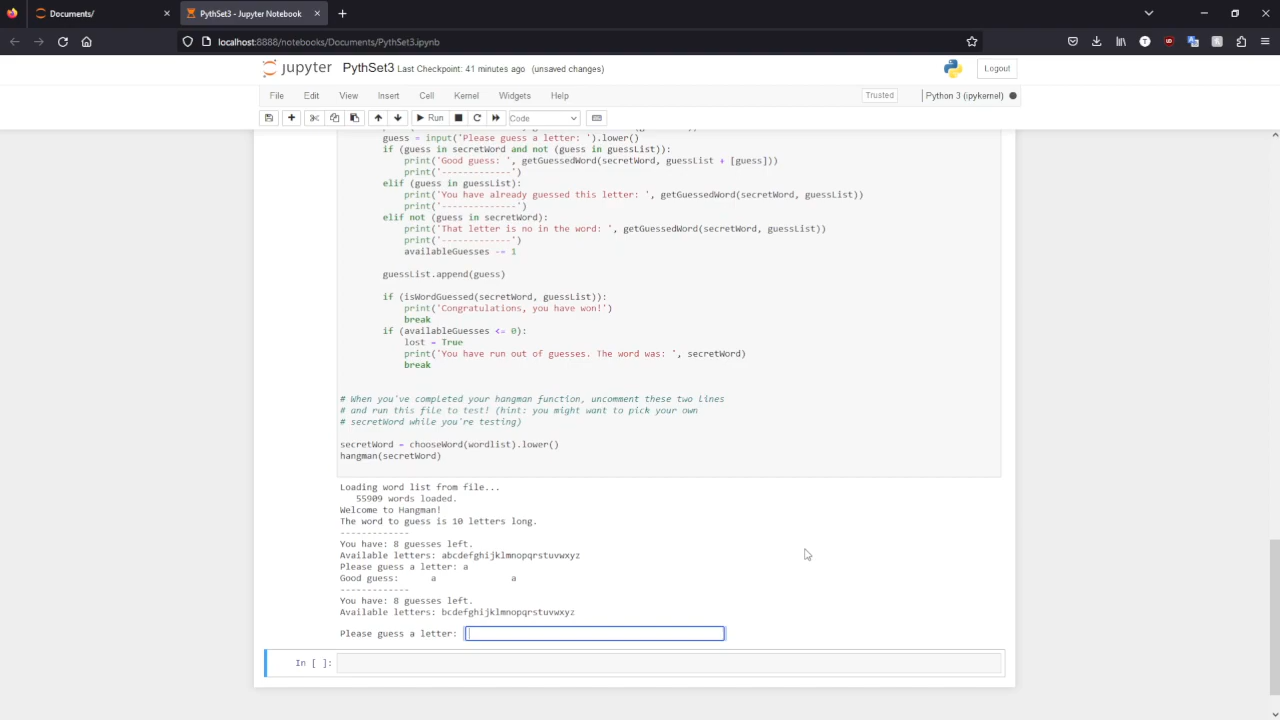 Documents/
PythSet3 - Jupyter Notebook
localhost:8888/notebooks/Documents/PythSet3.ipynb
jupyter PythSet3 Last Checkpoint: 41 minutes ago (unsaved changes)
Logout
File Edit View Insert Cell Kernel Widgets Help
Trusted
Python 3 (ipykernel)
Run
Code
guess = input('Please guess a letter: ').lower()
if (guess in secretWord and not (guess in guessList)):
print('Good guess: ', getGuessedWord(secretWord, guessList + [guess]))
print('-------------')
elif (guess in guessList):
print('You have already guessed this letter: ', getGuessedWord(secretWord, guessList))
print('--------------')
elif not (guess in secretWord):
print('That letter is no in the word: ', getGuessedWord(secretWord, guessList))
print('-------------')
availableGuesses -= 1
guessList.append(guess)
if (isWordGuessed(secretWord, guessList)):
print('Congratulations, you have won!')
break
if (availableGuesses <= 0):
lost = True
print('You have run out of guesses. The word was: ', secretWord)
break
# When you've completed your hangman function, uncomment these two lines
# and run this file to test! (hint: you might want to pick your own
# secretWord while you're testing)
secretWord = chooseWord(wordlist).lower()
hangman(secretWord)
Loading word list from file...
55909 words loaded.
Welcome to Hangman!
The word to guess is 10 letters long.
-------------
You have: 8 guesses left.
Available letters: abcdefghijklmnopqrstuvwxyz
Please guess a letter: a
Good guess: a a
-------------
You have: 8 guesses left.
Available letters: bcdefghijklmnopqrstuvwxyz
Please guess a letter:
In [ ]: